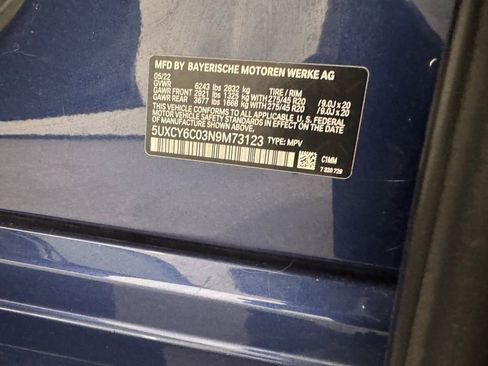 MFD BY BAYERISCHE MOTOREN WERKE AG
05/22
GVWR 6243 lbs 2832 kg TIRE / RIM
GAWR FRONT 2921 lbs 1325 kg WITH 275/45 R20 /9.0J x 20
GAWR REAR 3677 lbs 1668 kg WITH 275/45 R20 /9.0J x 20
THIS VEHICLE CONFORMS TO ALL APPLICABLE
U.S. FEDERAL MOTOR VEHICLE SAFETY STANDARDS
IN EFFECT ON THE DATE OF MANUFACTURE SHOWN ABOVE.
5UXCY6C03N9M73123 TYPE: MPV
C1MM
7 320 729